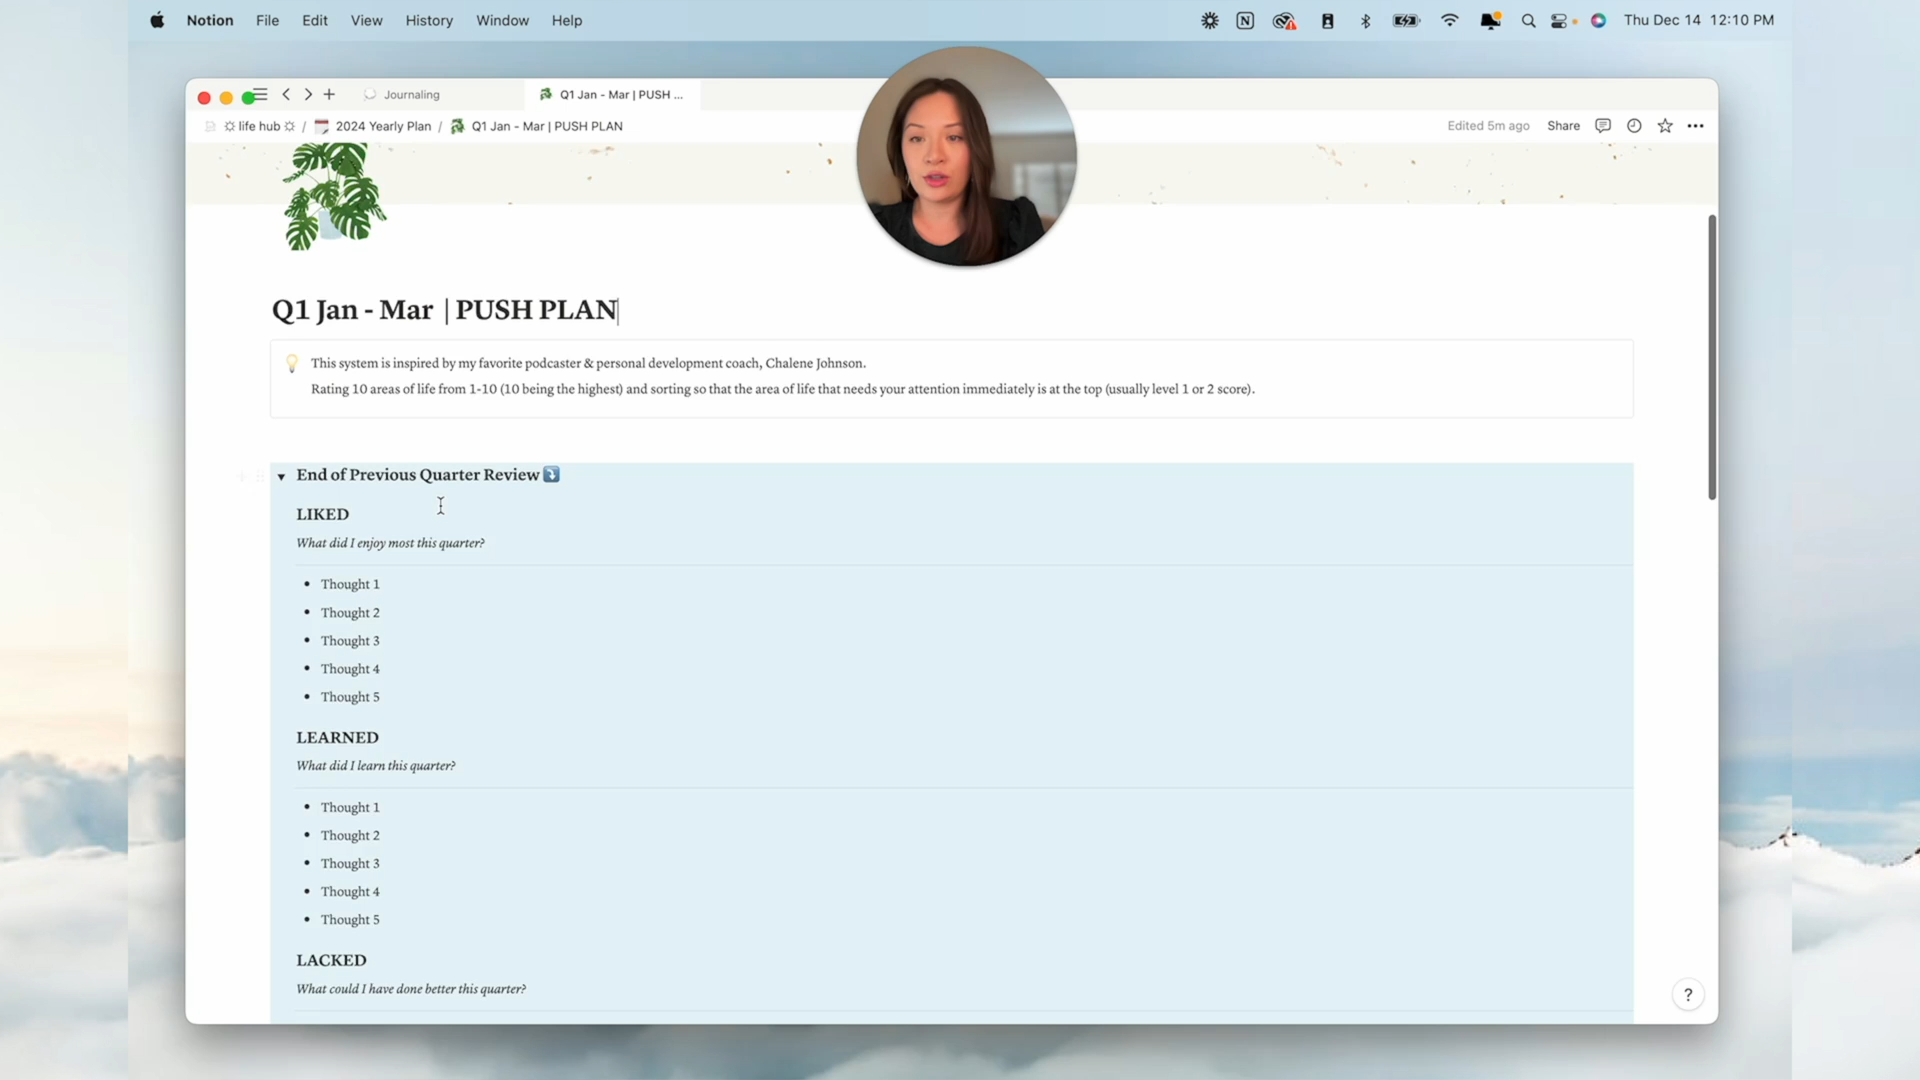 Notion File Edit View History Window Help Thu Dec 14 12:10 PM
Journaling Q1 Jan - Mar | PUSH ...
life hub / 2024 Yearly Plan / Q1 Jan - Mar | PUSH PLAN Edited 5m ago Share
Q1 Jan - Mar | PUSH PLAN
This system is inspired by my favorite podcaster & personal development coach, Chalene Johnson.
Rating 10 areas of life from 1-10 (10 being the highest) and sorting so that the area of life that needs your attention immediately is at the top (usually level 1 or 2 score).
End of Previous Quarter Review
LIKED
What did I enjoy most this quarter?
Thought 1
Thought 2
Thought 3
Thought 4
Thought 5
LEARNED
What did I learn this quarter?
Thought 1
Thought 2
Thought 3
Thought 4
Thought 5
LACKED
What could I have done better this quarter?
?